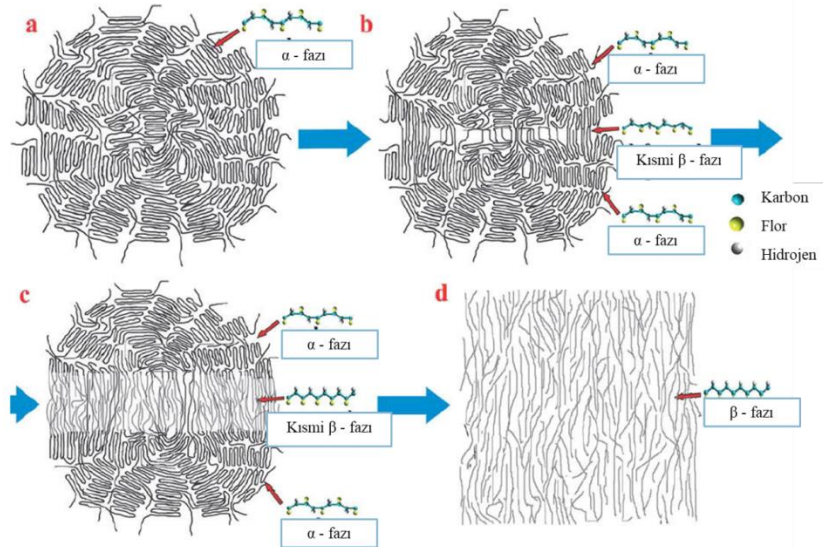 a
α - fazı
b
α - fazı
Kısmi β - fazı
α - fazı
Karbon
Flor
Hidrojen
c
α - fazı
Kısmi β - fazı
α - fazı
d
β - fazı